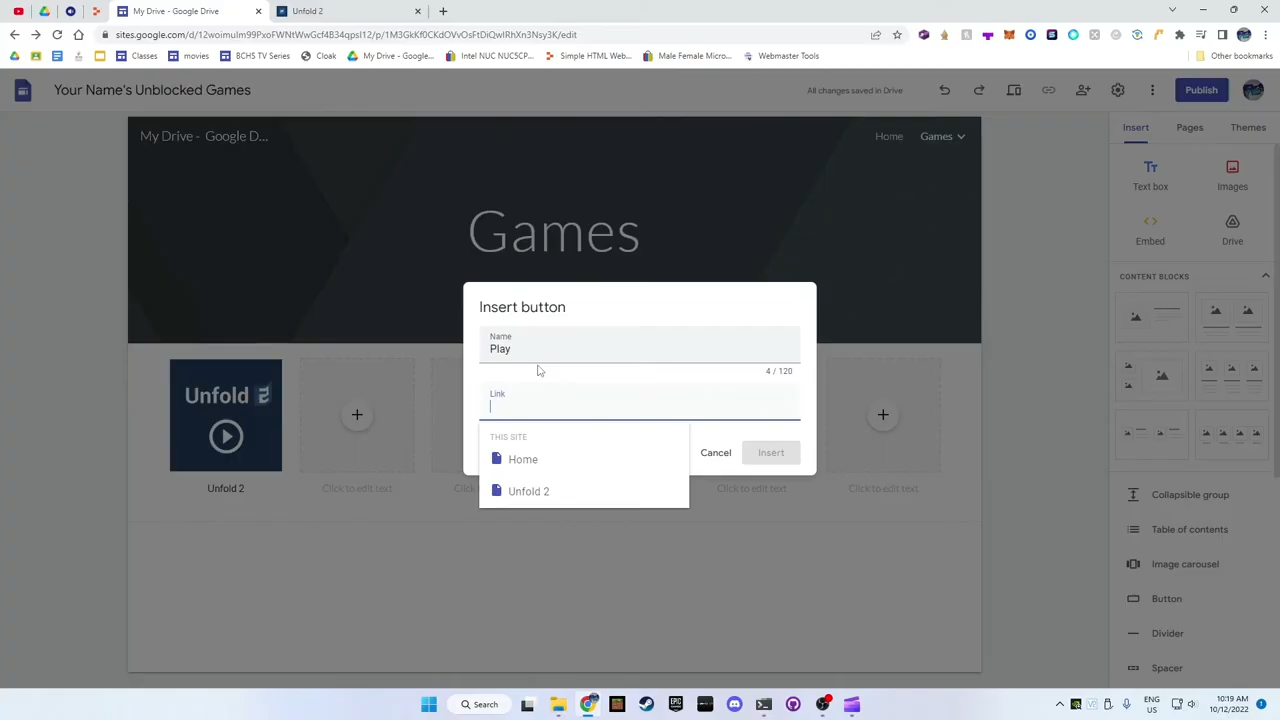 My Drive - Google Drive
Unfold 2
sites.google.com/d/12woimuIm99PxoFWNtWwGcf4B34qpsI12/p/1M3GkKf0CKdOVvOsFtDiQwlRhXn3Nsy3K/edit
Classes
movies
BCHS TV Series
Cloak
My Drive – Google...
Intel NUC NUC5CP...
Simple HTML Web...
Male Female Micro...
Webmaster Tools
Other bookmarks
Your Name's Unblocked Games
All changes saved in Drive
Publish
My Drive - Google D...
Home
Games
Insert
Pages
Themes
Games
Tт
Text box
Images
Embed
Drive
CONTENT BLOCKS
Insert button
Name
Play
4 / 120
Link
THIS SITE
Home
Unfold 2
Cancel
Insert
Unfold
Unfold 2
Click to edit text
Click
Click to edit text
Click to edit text
Collapsible group
Table of contents
Image carousel
Button
Divider
Spacer
Search
EPIC
ENG
US
10:19 AM
10/12/2022